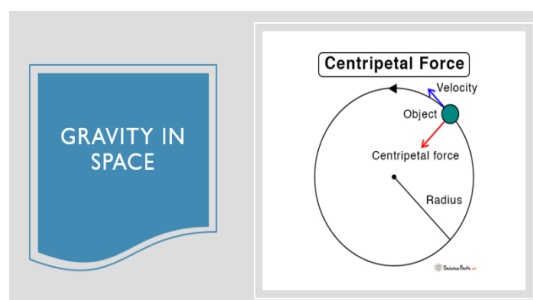 GRAVITY IN
SPACE
Centripetal Force
Velocity
Object
Centripetal force
Radius